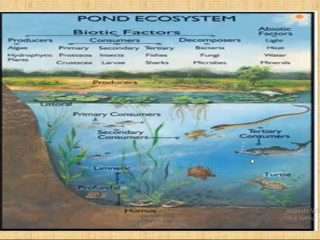 POND ECOSYSTEM
Biotic Factors
Abiotic Factors
Producers Consumers Decomposers Light
Algae Primary Secondary Tertiary Bacteria Heat
Hydrophytic Plants Protozoa Insects Fishes Fungi Water
Crustacea Larvae Sharks Microbes Minerals
Producers
Littoral
Primary Consumers
Secondary Consumers
Tertiary Consumers
Limnetic
Turtle
Profundal
Humus